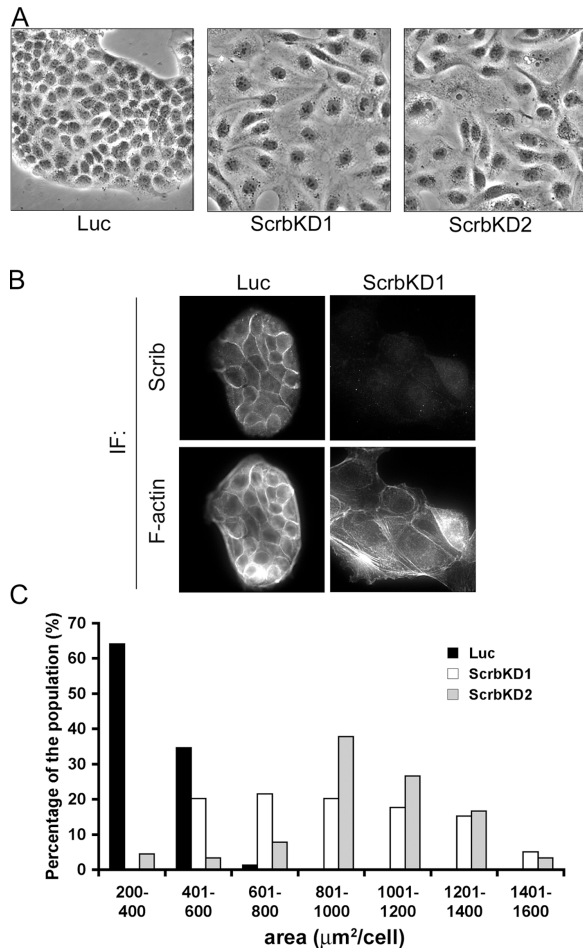 A
Luc
ScrbKD1
ScrbKD2
B
Luc
ScrbKD1
IF:
Scrib
F-actin
C
Percentage of the population (%)
70
60
50
40
30
20
10
0
Luc
ScrbKD1
ScrbKD2
200- 401- 601- 801- 1001- 1201- 1401-
400 600 800 1000 1200 1400 1600
area (μm²/cell)